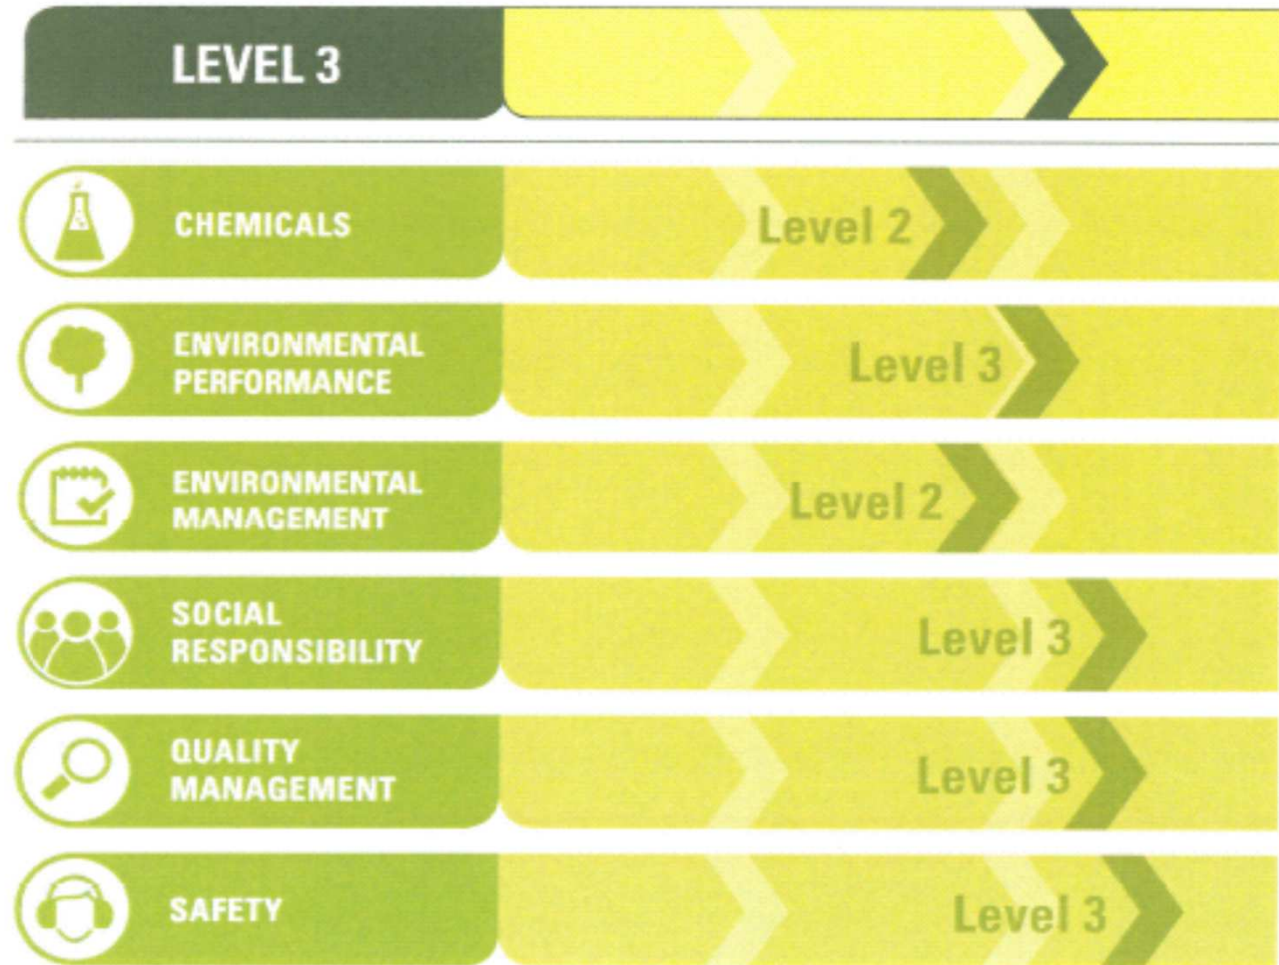 LEVEL 3
CHEMICALS
Level 2
ENVIRONMENTAL
PERFORMANCE
Level 3
ENVIRONMENTAL
MANAGEMENT
Level 2
SOCIAL
RESPONSIBILITY
Level 3
QUALITY
MANAGEMENT
Level 3
SAFETY
Level 3